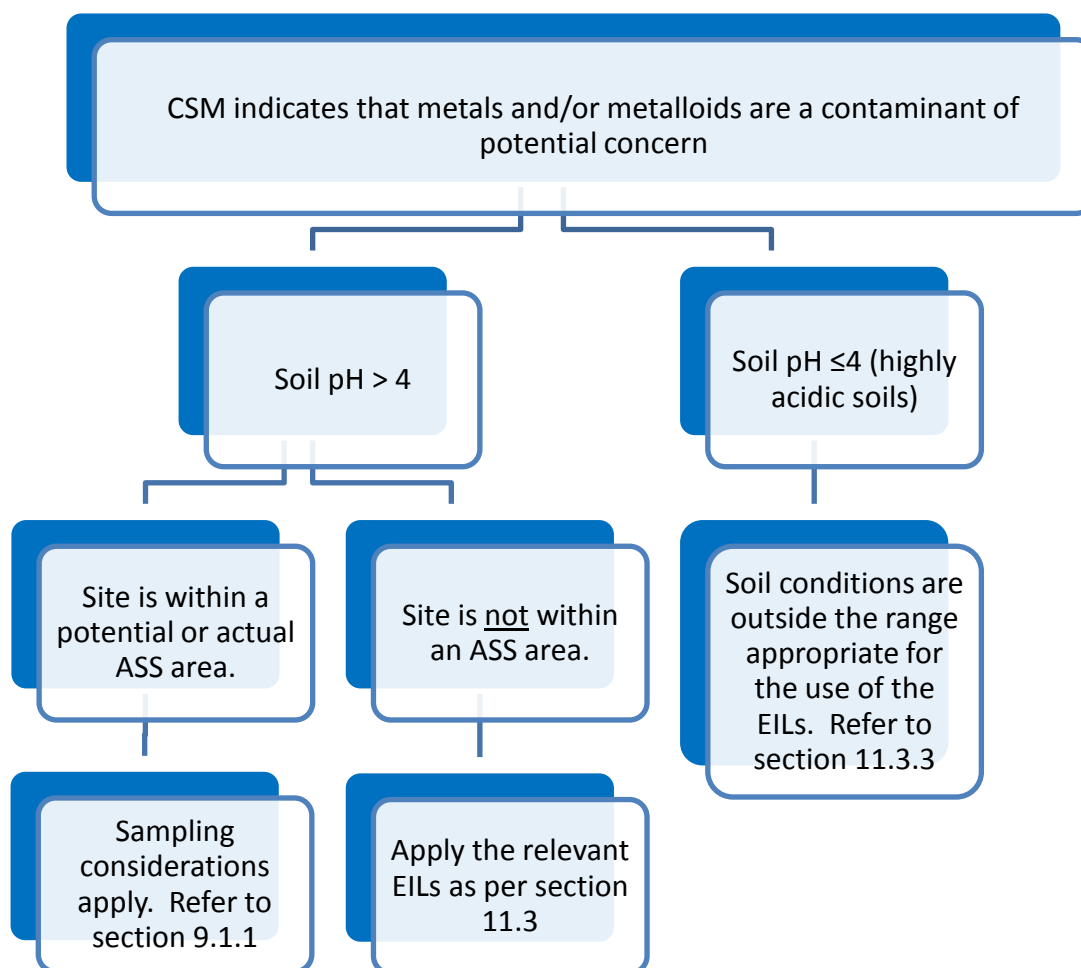 CSM indicates that metals and/or metalloids are a contaminant of
potential concern
Soil pH > 4
Soil pH ≤4 (highly
acidic soils)
Site is within a
potential or actual
ASS area.
Site is not within
an ASS area.
Soil conditions are
outside the range
appropriate for
the use of the
EILs.  Refer to
section 11.3.3
Sampling
considerations
apply.  Refer to
section 9.1.1
Apply the relevant
EILs as per section
11.3